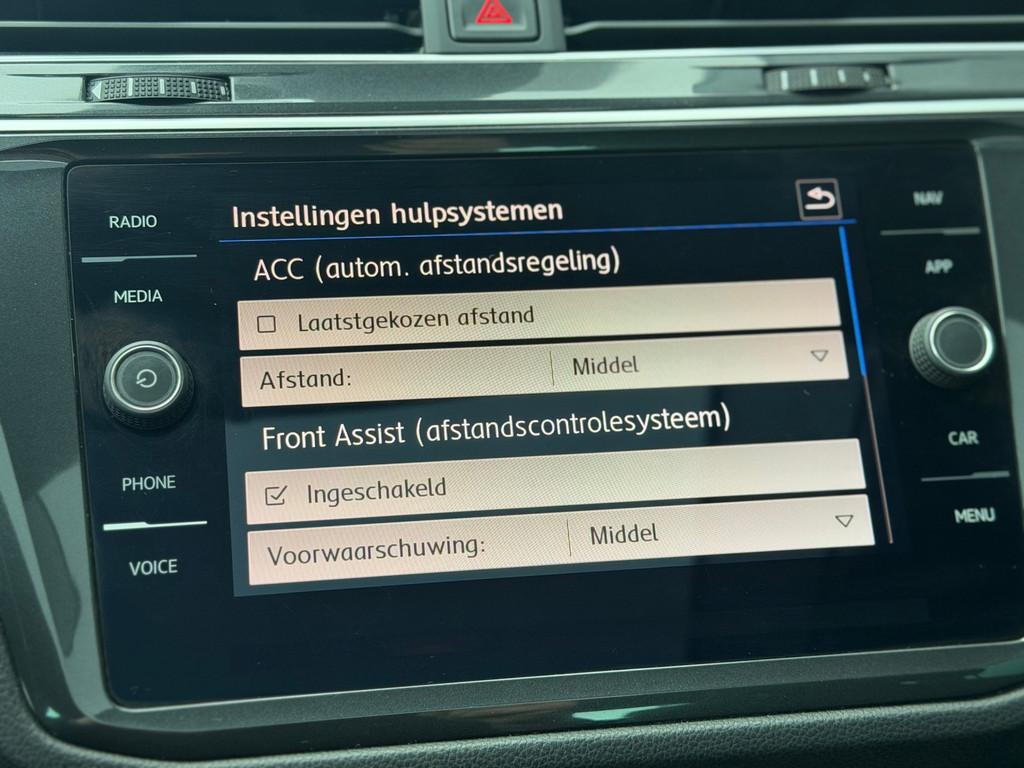 RADIO
MEDIA
PHONE
VOICE
Instellingen hulpsystemen
ACC (autom. afstandsregeling)
Laatstgekozen afstand
Afstand: Middel
Front Assist (afstandscontrolesysteem)
Ingeschakeld
Voorwaarschuwing: Middel
NAV
APP
CAR
MENU